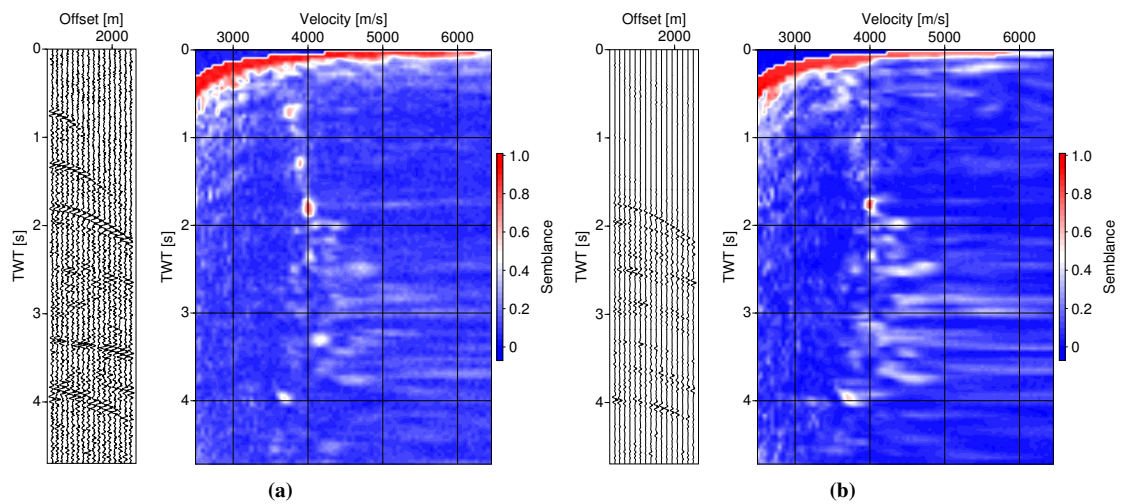 Offset [m] Velocity [m/s] Offset [m] Velocity [m/s]
2000 3000 4000 5000 6000 2000 3000 4000 5000 6000
0 0 0 0
1 1 1.0 1 1 1.0
0.8 0.8
2 2 2 2
TWT [s] TWT [s] 0.6 Semblance TWT [s] TWT [s] 0.6 Semblance
0.4 0.4
3 3 0.2 3 3 0.2
0 0
4 4 4 4
(a) (b)